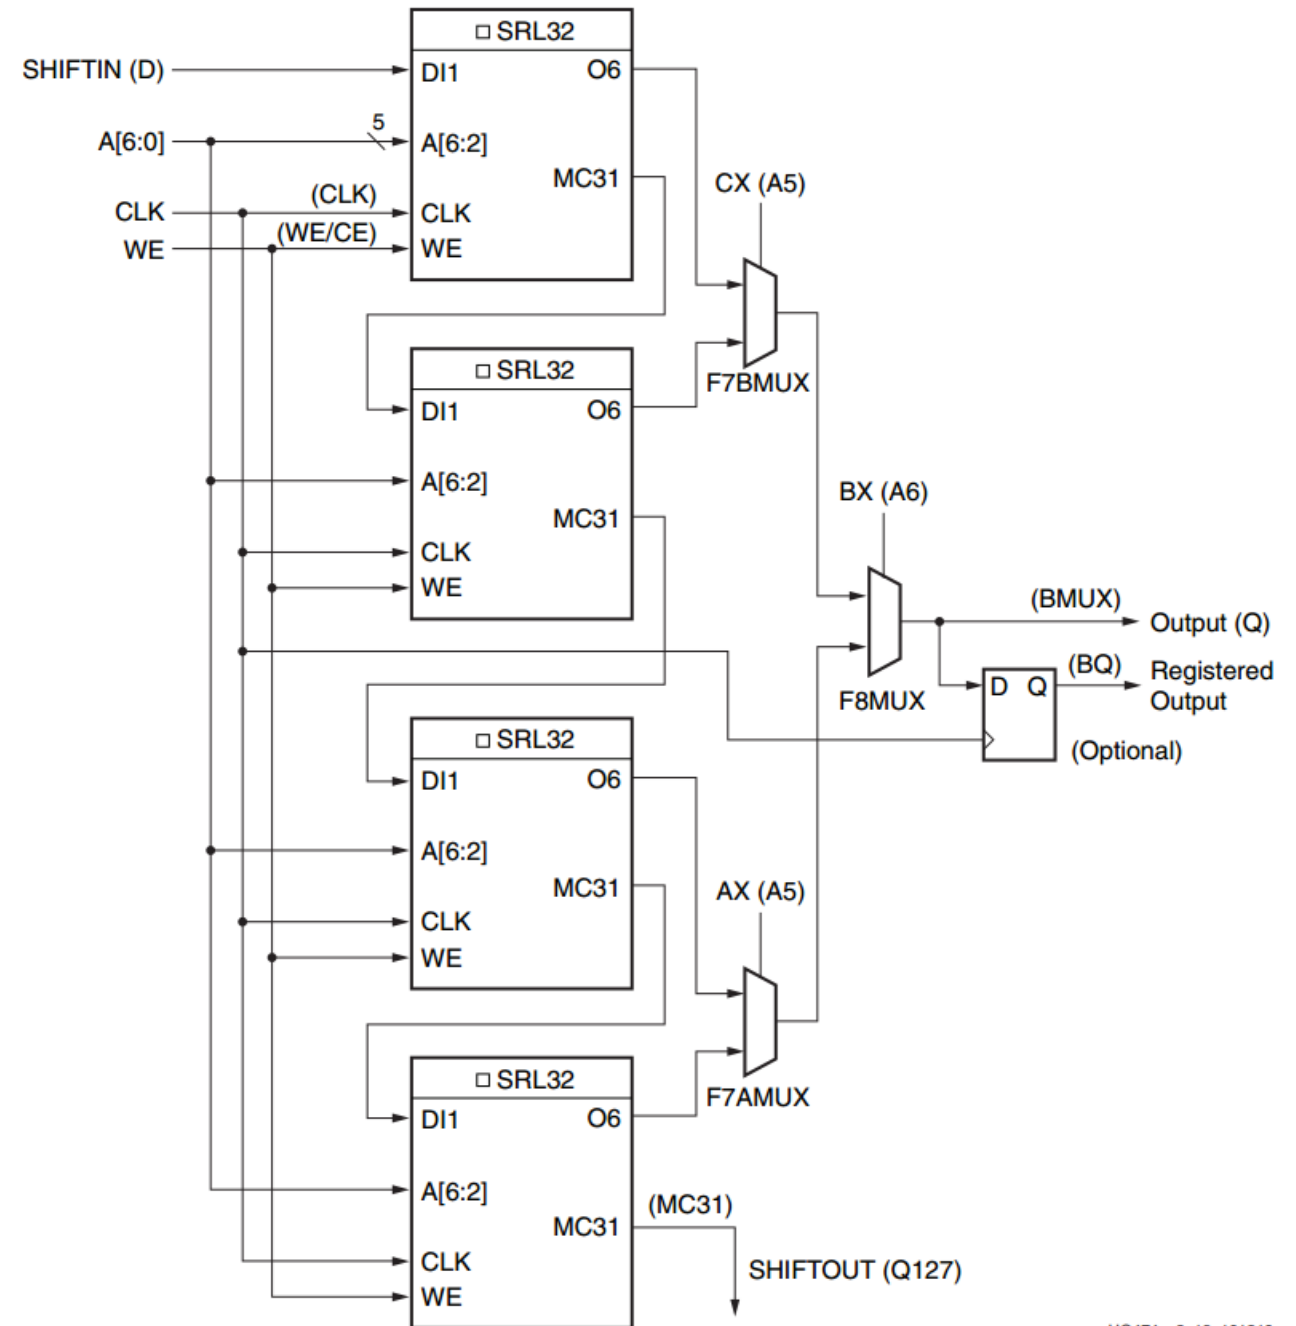 SRL32
SHIFTIN (D)
DI1
O6
A[6:0]
5
A[6:2]
MC31
CX (A5)
CLK
(CLK)
CLK
WE
(WE/CE)
WE
F7BMUX
SRL32
DI1
O6
A[6:2]
MC31
BX (A6)
CLK
WE
(BMUX)
Output (Q)
(BQ)
Registered
Output
D Q
F8MUX
(Optional)
SRL32
DI1
O6
A[6:2]
MC31
AX (A5)
CLK
WE
F7AMUX
SRL32
DI1
O6
A[6:2]
(MC31)
MC31
CLK
SHIFTOUT (Q127)
WE